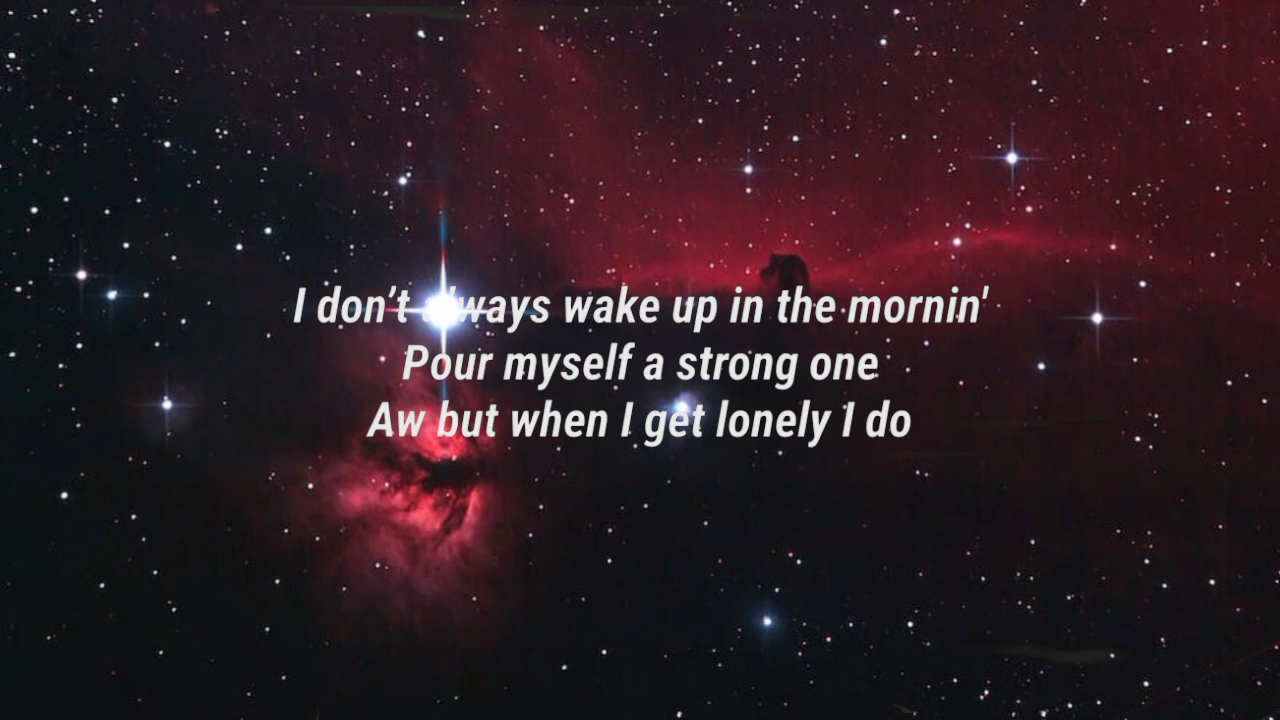 I don’t always wake up in the mornin'
Pour myself a strong one
Aw but when I get lonely I do